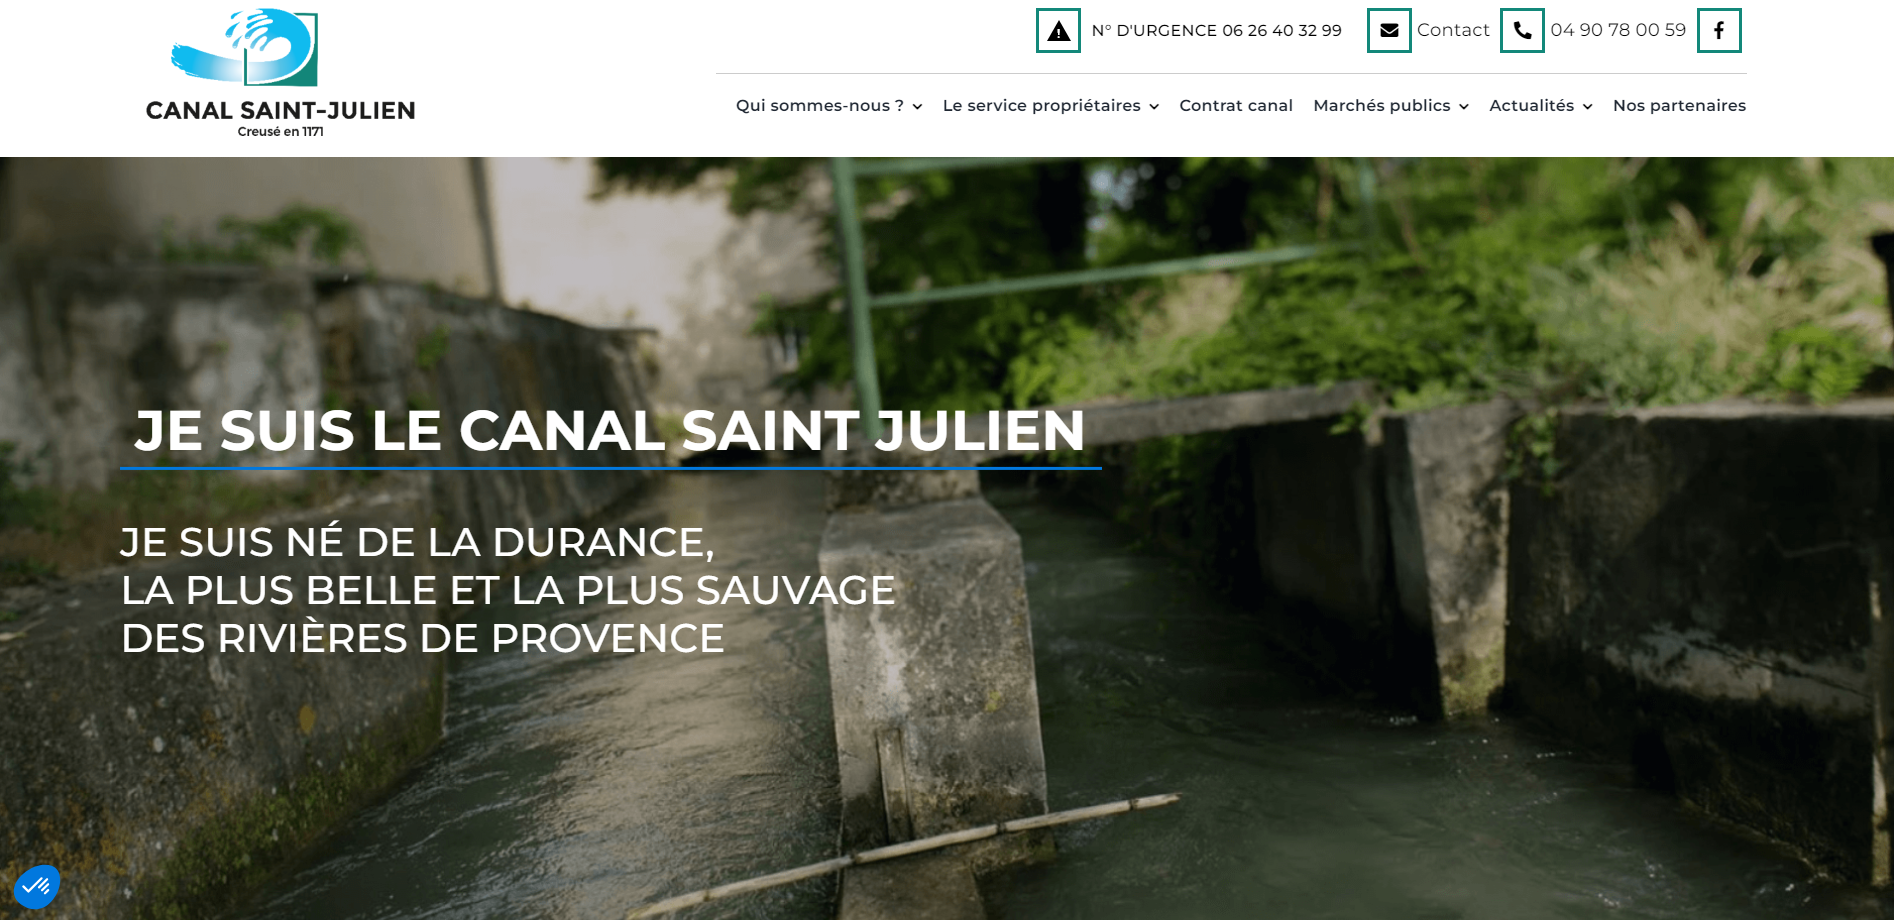 N° D'URGENCE 06 26 40 32 99
Contact
04 90 78 00 59
CANAL SAINT-JULIEN
Creusé en 1171
Qui sommes-nous ?
Le service propriétaires
Contrat canal
Marchés publics
Actualités
Nos partenaires
JE SUIS LE CANAL SAINT JULIEN
JE SUIS NÉ DE LA DURANCE,
LA PLUS BELLE ET LA PLUS SAUVAGE
DES RIVIÈRES DE PROVENCE